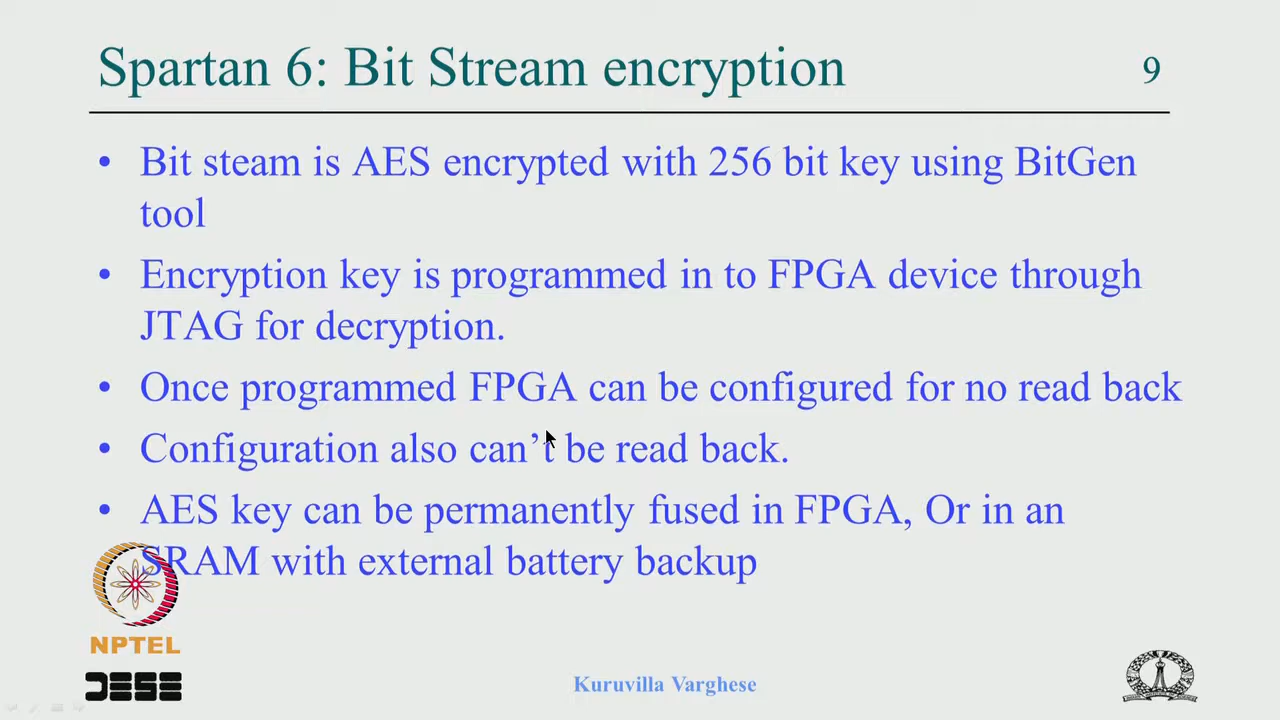 Spartan 6: Bit Stream encryption
9
• Bit steam is AES encrypted with 256 bit key using BitGen
tool
• Encryption key is programmed in to FPGA device through
JTAG for decryption.
• Once programmed FPGA can be configured for no read back
• Configuration also can’t be read back.
• AES key can be permanently fused in FPGA, Or in an
SRAM with external battery backup
NPTEL
DESE
Kuruvilla Varghese